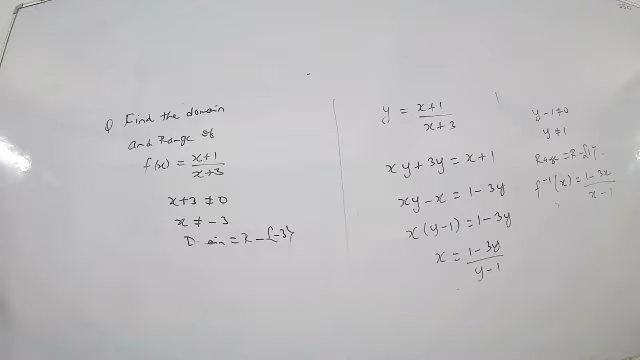 Q Find the domain
and Range of
f(x) = x+1 / x+3
x+3 ≠ 0
x ≠ -3
D ain = R - {-3}
y = x+1 / x+3
xy + 3y = x + 1
xy - x = 1 - 3y
x(y-1) = 1 - 3y
x = 1-3y / y-1
y-1 ≠ 0
y ≠ 1
Range = R - {1}.
f⁻¹(x) = 1-3x / x-1